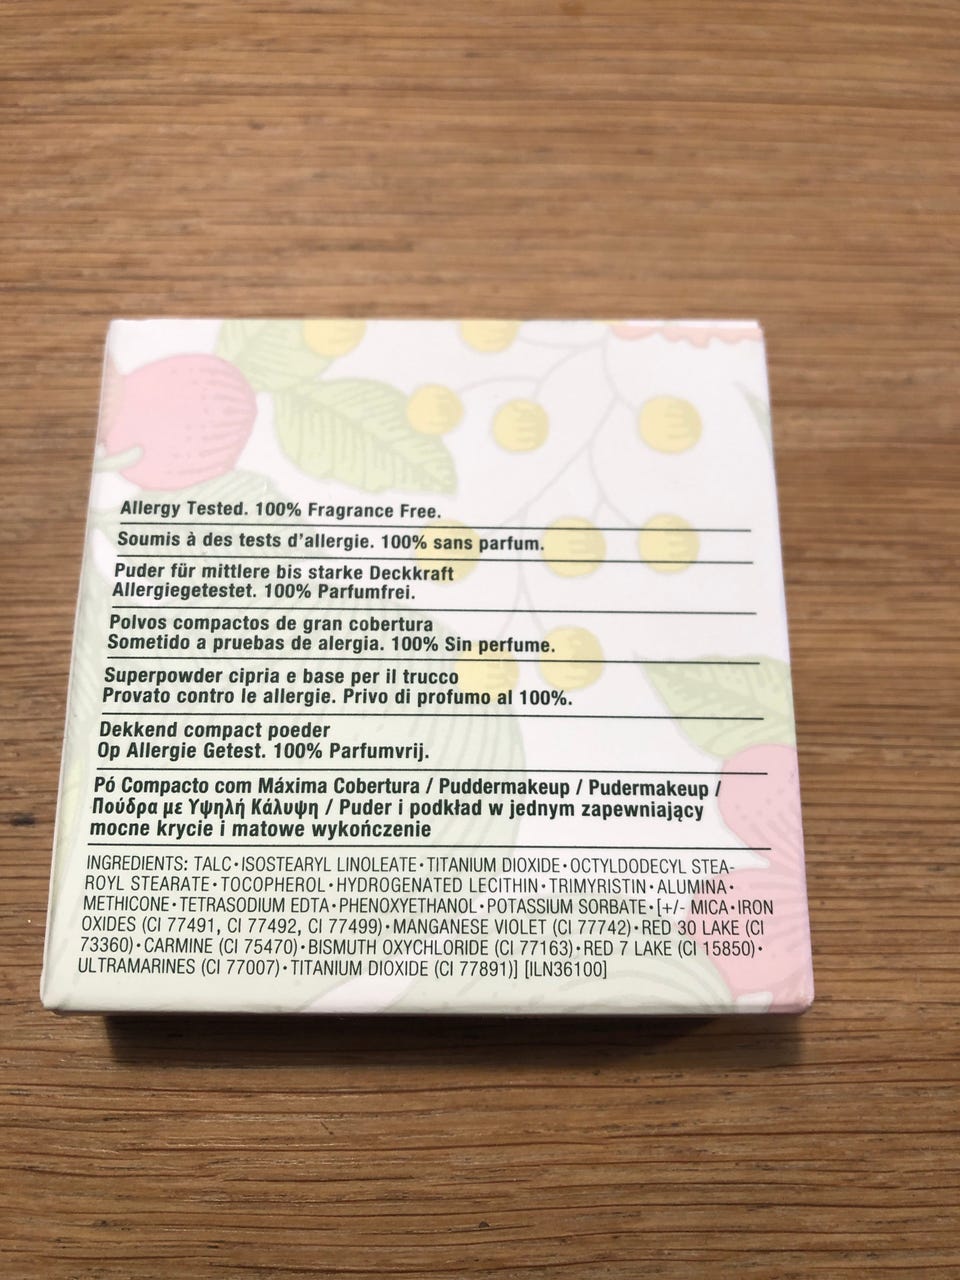 Allergy Tested. 100% Fragrance Free.
Soumis à des tests d'allergie. 100% sans parfum.
Puder für mittlere bis starke Deckkraft
Allergiegetestet. 100% Parfumfrei.
Polvos compactos de gran cobertura
Sometido a pruebas de alergia. 100% Sin perfume.
Superpowder cipria e base per il trucco
Provato contro le allergie. Privo di profumo al 100%.
Dekkend compact poeder
Op Allergie Getest. 100% Parfumvrij.
Pó Compacto com Máxima Cobertura / Puddermakeup / Pudermakeup /
Πούδρα με Υψηλή Κάλυψη / Puder i podkład w jednym zapewniający
mocne krycie i matowe wykończenie
INGREDIENTS: TALC•ISOSTEARYL LINOLEATE•TITANIUM DIOXIDE•OCTYLDODECYL STEA-
ROYL STEARATE•TOCOPHEROL•HYDROGENATED LECITHIN•TRIMYRISTIN•ALUMINA•
METHICONE•TETRASODIUM EDTA•PHENOXYETHANOL•POTASSIUM SORBATE•[+/- MICA•IRON
OXIDES (CI 77491, CI 77492, CI 77499)•MANGANESE VIOLET (CI 77742)•RED 30 LAKE (CI
73360)•CARMINE (CI 75470)•BISMUTH OXYCHLORIDE (CI 77163)•RED 7 LAKE (CI 15850)•
ULTRAMARINES (CI 77007)•TITANIUM DIOXIDE (CI 77891)] [ILN36100]